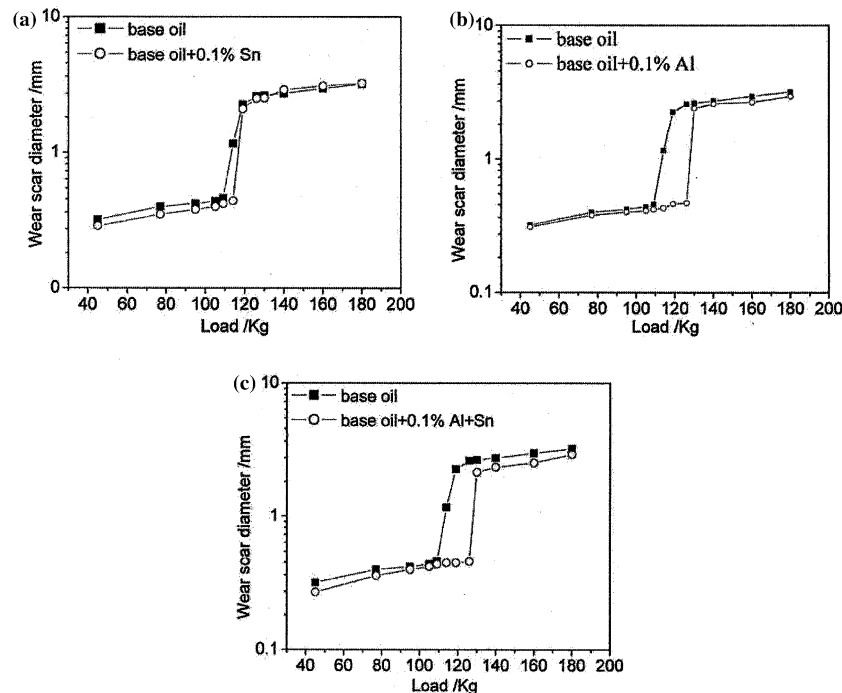 (a)
10
base oil
base oil+0.1% Sn
Wear scar diameter /mm
1
0
40 60 80 100 120 140 160 180 200
Load /Kg
(b)
10
base oil
base oil+0.1% Al
Wear scar diameter /mm
1
0.1
40 60 80 100 120 140 160 180 200
Load /Kg
(c)
10
base oil
base oil+0.1% Al+Sn
Wear scar diameter /mm
1
0.1
40 60 80 100 120 140 160 180 200
Load /Kg